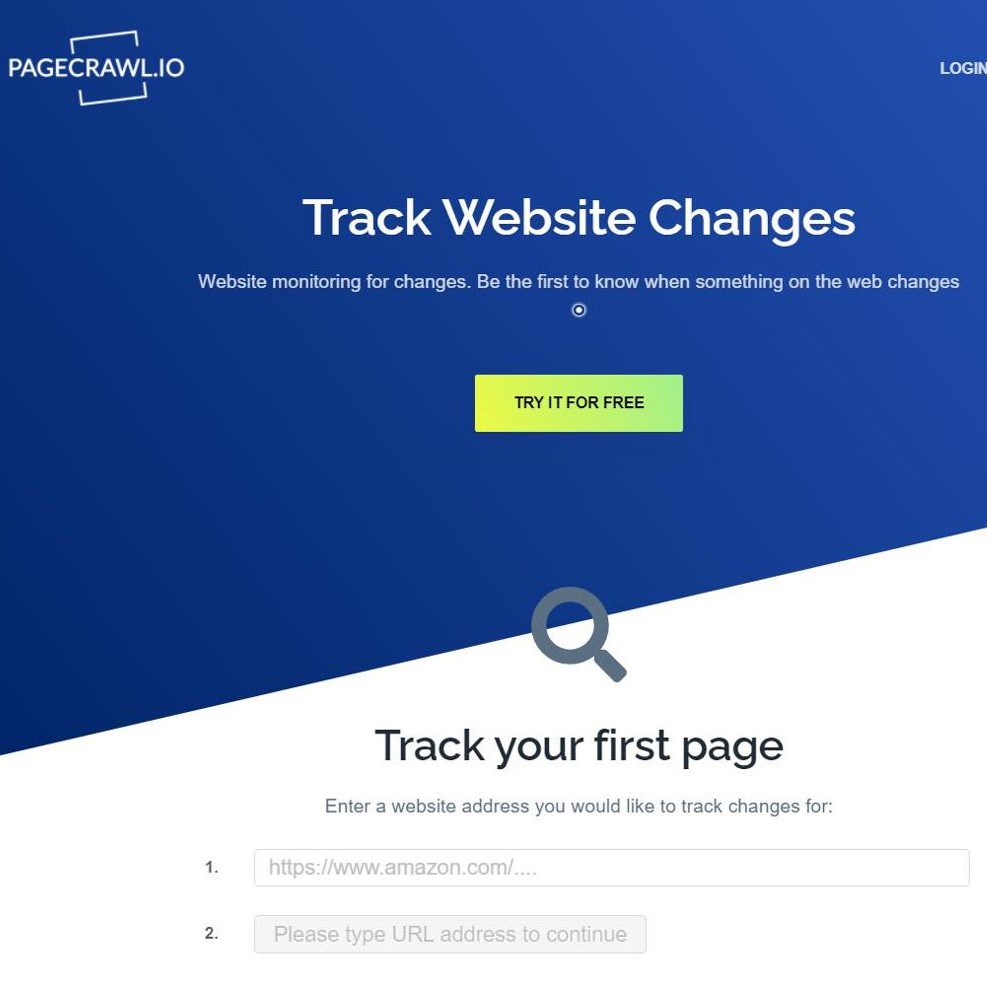 PAGECRAWL.IO
LOGIN
Track Website Changes
Website monitoring for changes. Be the first to know when something on the web changes
TRY IT FOR FREE
Track your first page
Enter a website address you would like to track changes for:
1.
https://www.amazon.com/....
2.
Please type URL address to continue